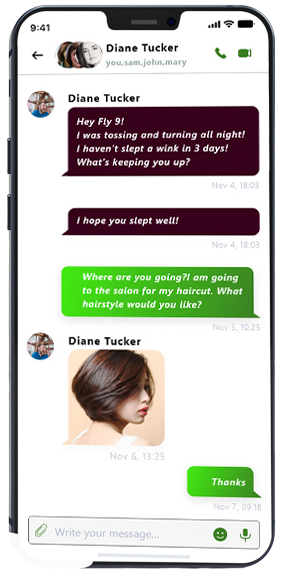 9:41
Diane Tucker
you,sam,john,mary
Diane Tucker
Hey Fly 9!
I was tossing and turning all night!
I haven't slept a wink in 3 days!
What's keeping you up?
Nov 4, 18:03
I hope you slept well!
Nov 4, 18:03
Where are you going?I am going
to the salon for my haircut. What
hairstyle would you like?
Nov 5, 10:25
Diane Tucker
Nov 6, 13:25
Thanks
Nov 7, 09:18
Write your message...